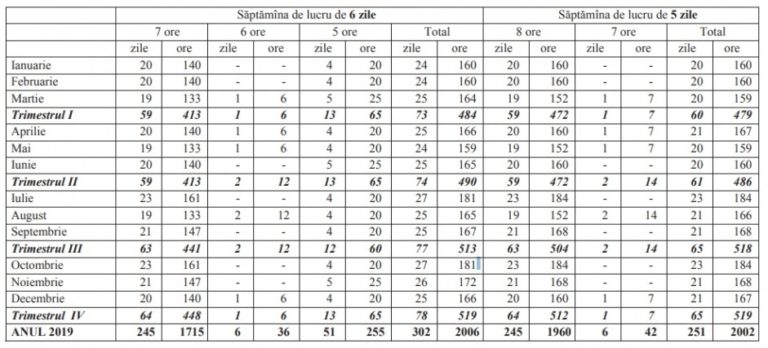 Săptămîna de lucru de 6 zile Săptămîna de lucru de 5 zile
7 ore 6 ore 5 ore Total 8 ore 7 ore Total
zile ore zile ore zile ore zile ore zile ore zile ore zile ore
Ianuarie 20 140 - - 4 20 24 160 20 160 - - 20 160
Februarie 20 140 - - 4 20 24 160 20 160 - - 20 160
Martie 19 133 1 6 5 25 25 164 19 152 1 7 20 159
Trimestrul I 59 413 1 6 13 65 73 484 59 472 1 7 60 479
Aprilie 20 140 1 6 4 20 25 166 20 160 1 7 21 167
Mai 19 133 1 6 4 20 24 159 19 152 1 7 20 159
Iunie 20 140 - - 5 25 25 165 20 160 - - 20 160
Trimestrul II 59 413 2 12 13 65 74 490 59 472 2 14 61 486
Iulie 23 161 - - 4 20 27 181 23 184 - - 23 184
August 19 133 2 12 4 20 25 165 19 152 2 14 21 166
Septembrie 21 147 - - 4 20 25 167 21 168 - - 21 168
Trimestrul III 63 441 2 12 12 60 77 513 63 504 2 14 65 518
Octombrie 23 161 - - 4 20 27 181 23 184 - - 23 184
Noiembrie 21 147 - - 5 25 26 172 21 168 - - 21 168
Decembrie 20 140 1 6 4 20 25 166 20 160 1 7 21 167
Trimestrul IV 64 448 1 6 13 65 78 519 64 512 1 7 65 519
ANUL 2019 245 1715 6 36 51 255 302 2006 245 1960 6 42 251 2002